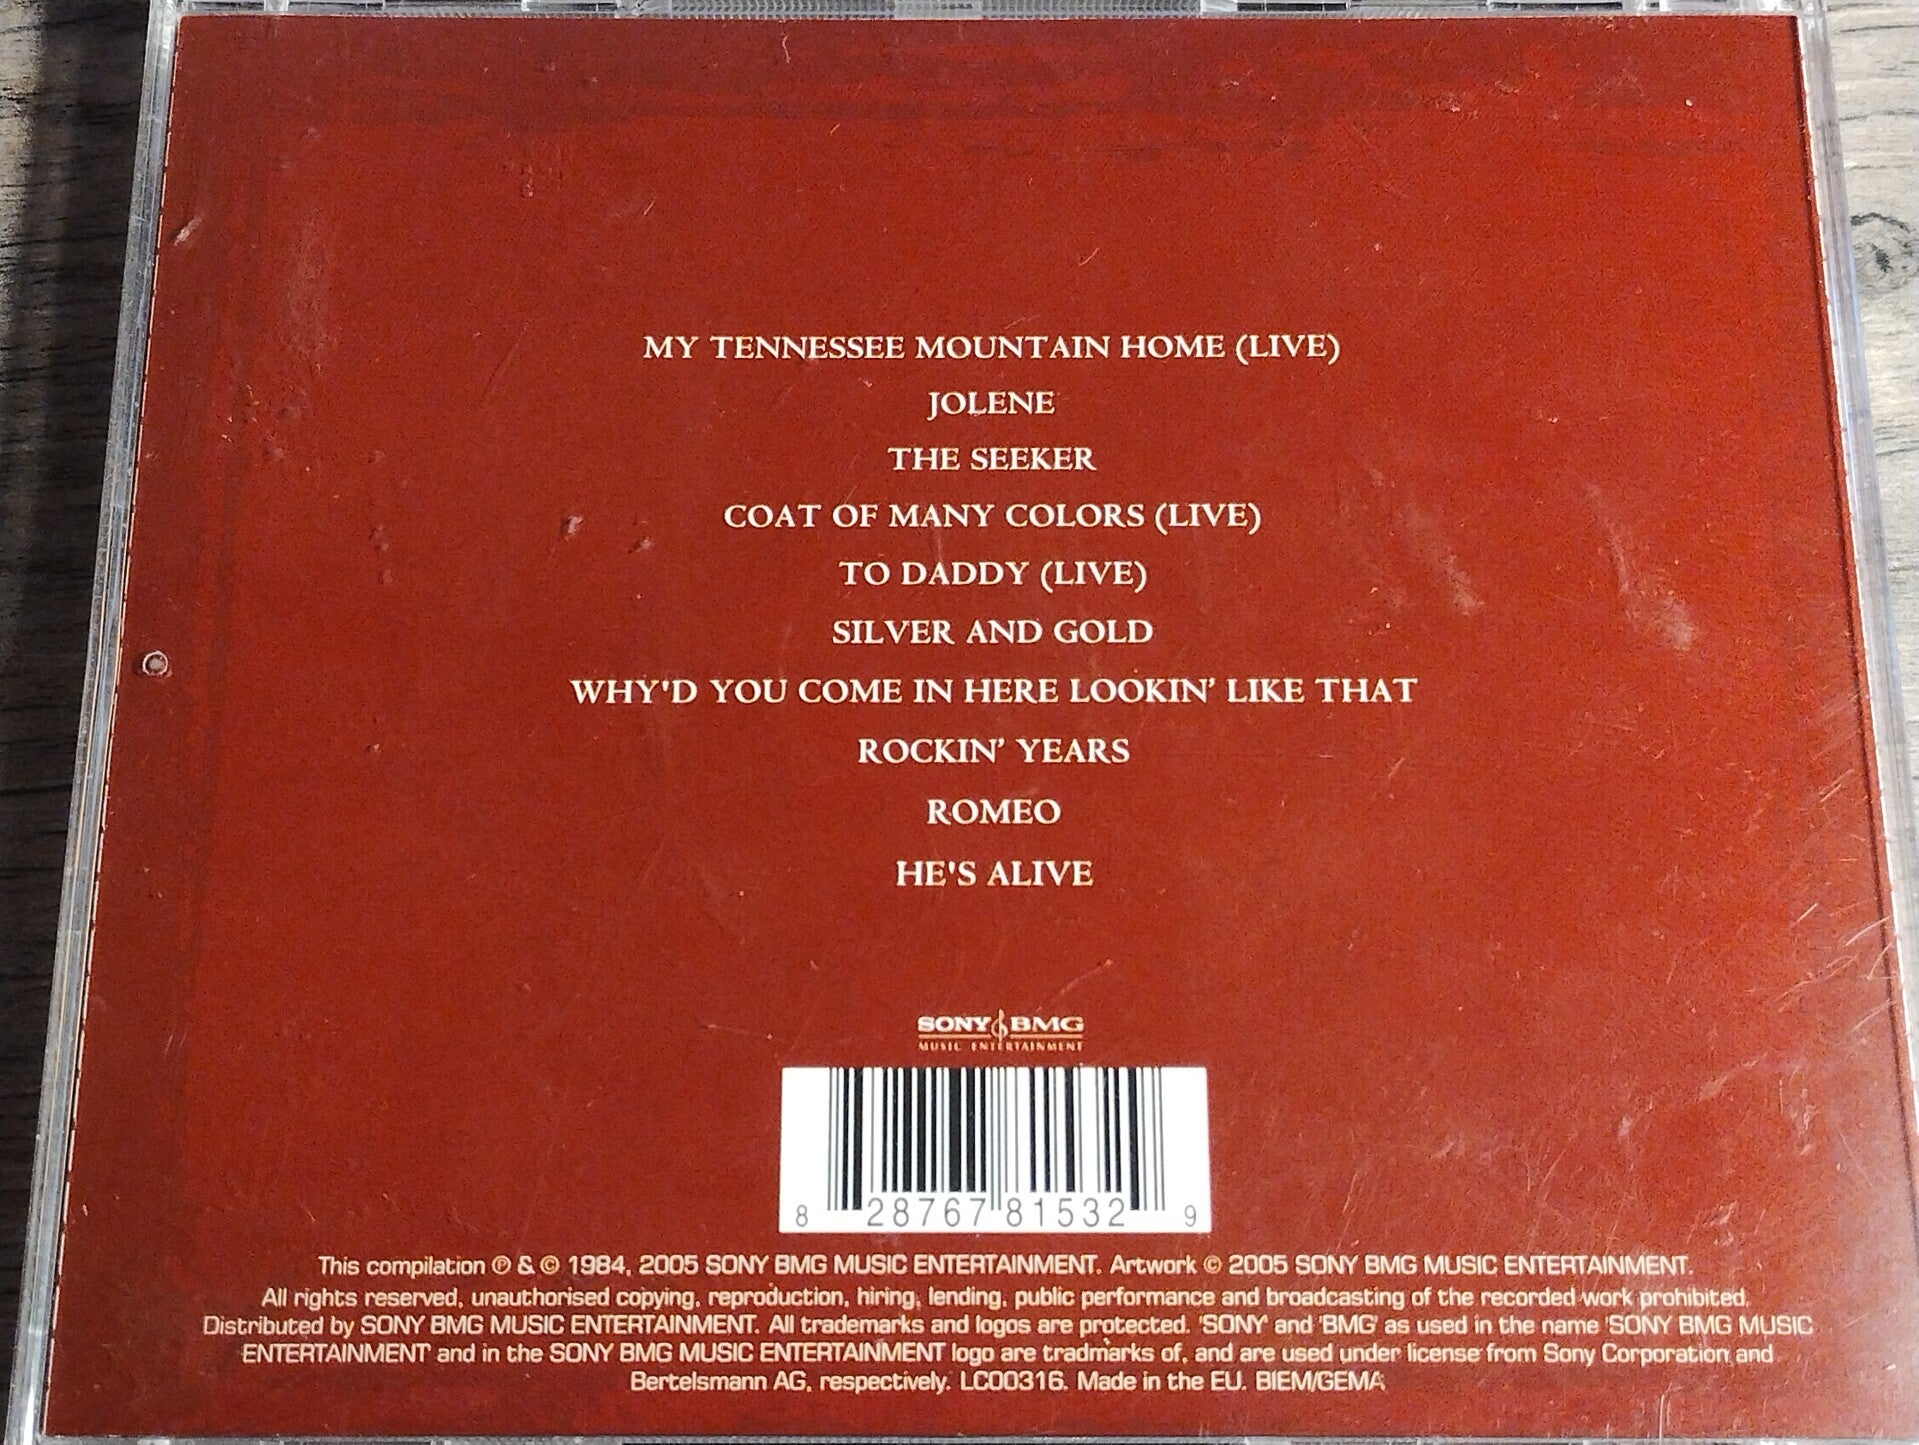 MY TENNESSEE MOUNTAIN HOME (LIVE)
JOLENE
THE SEEKER
COAT OF MANY COLORS (LIVE)
TO DADDY (LIVE)
SILVER AND GOLD
WHY'D YOU COME IN HERE LOOKIN' LIKE THAT
ROCKIN' YEARS
ROMEO
HE'S ALIVE
SONY BMG
MUSIC ENTERTAINMENT
8 28767 81532 9
This compilation ℗ & © 1984, 2005 SONY BMG MUSIC ENTERTAINMENT. Artwork © 2005 SONY BMG MUSIC ENTERTAINMENT.
All rights reserved, unauthorised copying, reproduction, hiring, lending, public performance and broadcasting of the recorded work prohibited.
Distributed by SONY BMG MUSIC ENTERTAINMENT. All trademarks and logos are protected. 'SONY' and 'BMG' as used in the name 'SONY BMG MUSIC
ENTERTAINMENT' and in the SONY BMG MUSIC ENTERTAINMENT logo are tradmarks of, and are used under license from Sony Corporation and
Bertelsmann AG, respectively. LC00316. Made in the EU. BIEM/GEMA